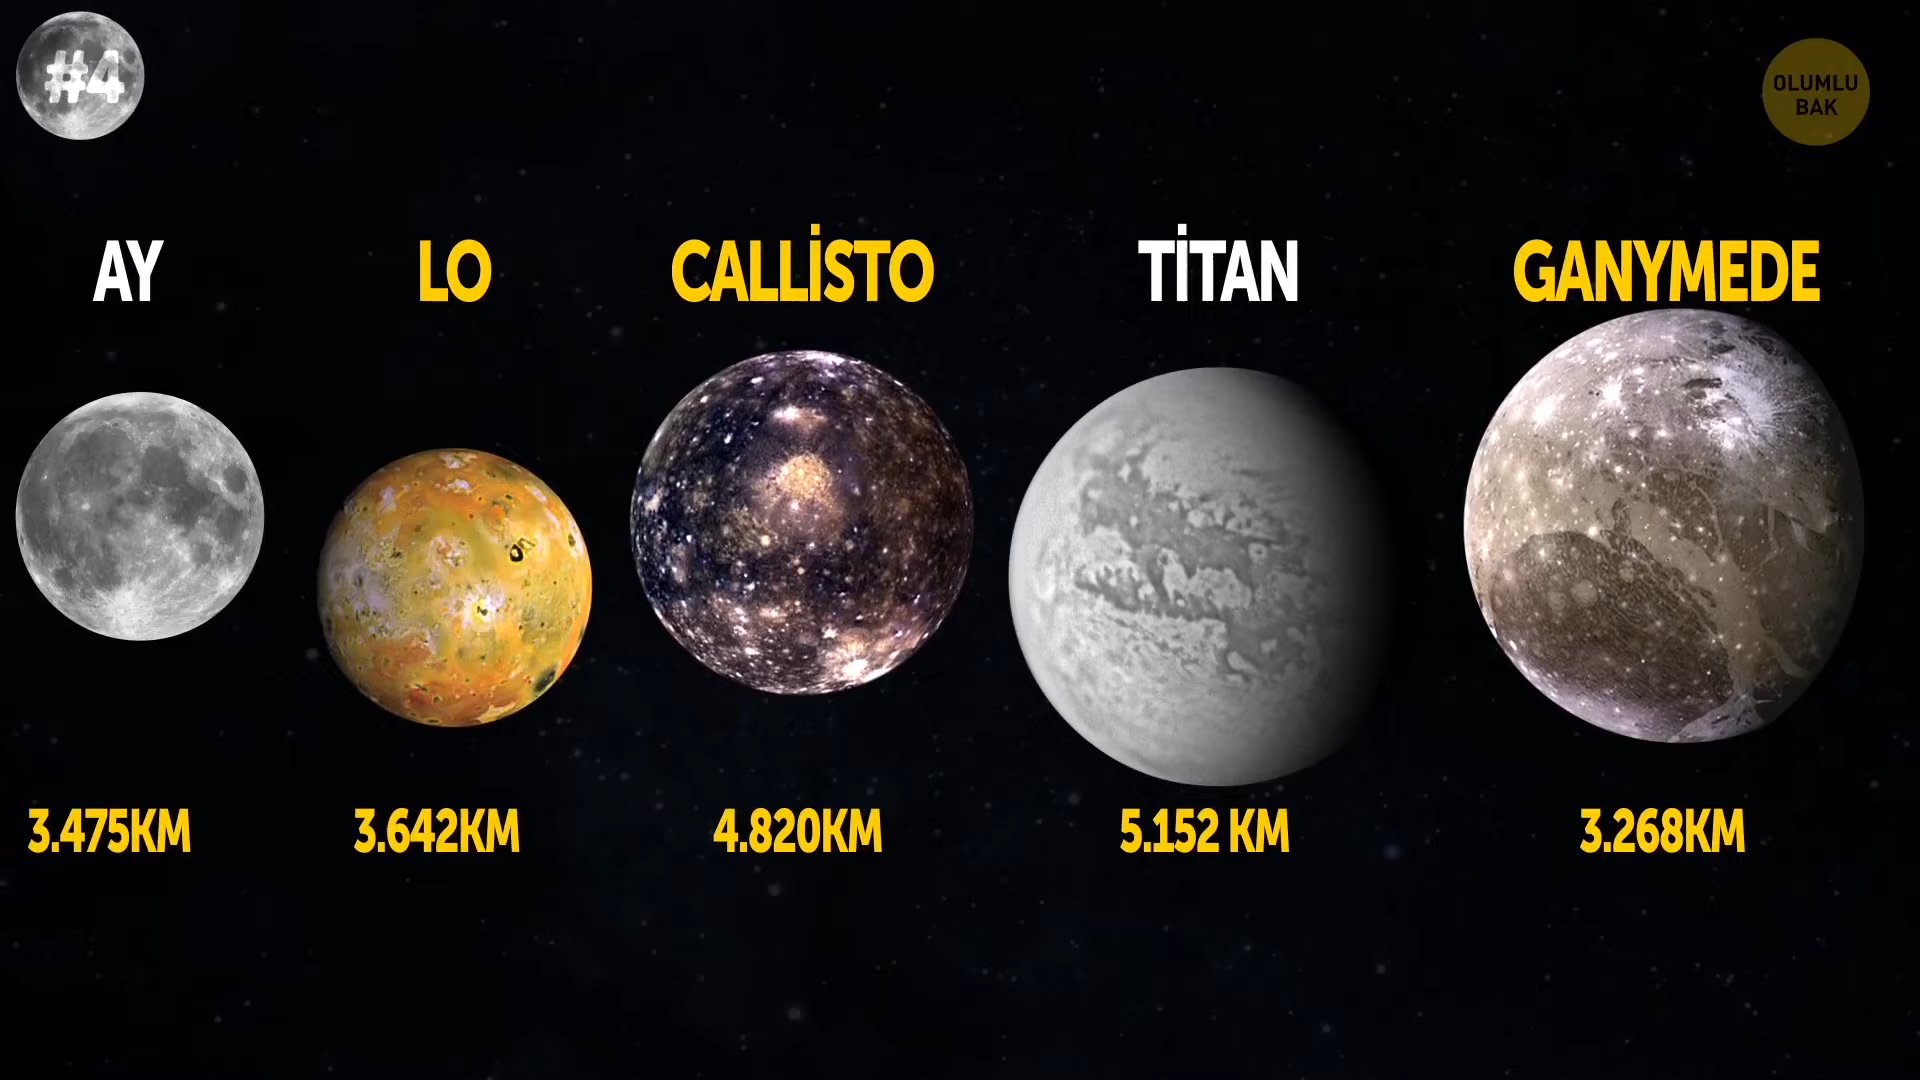 #4
OLUMLU
BAK
AY
LO
CALLİSTO
TİTAN
GANYMEDE
3.475KM
3.642KM
4.820KM
5.152 KM
3.268KM